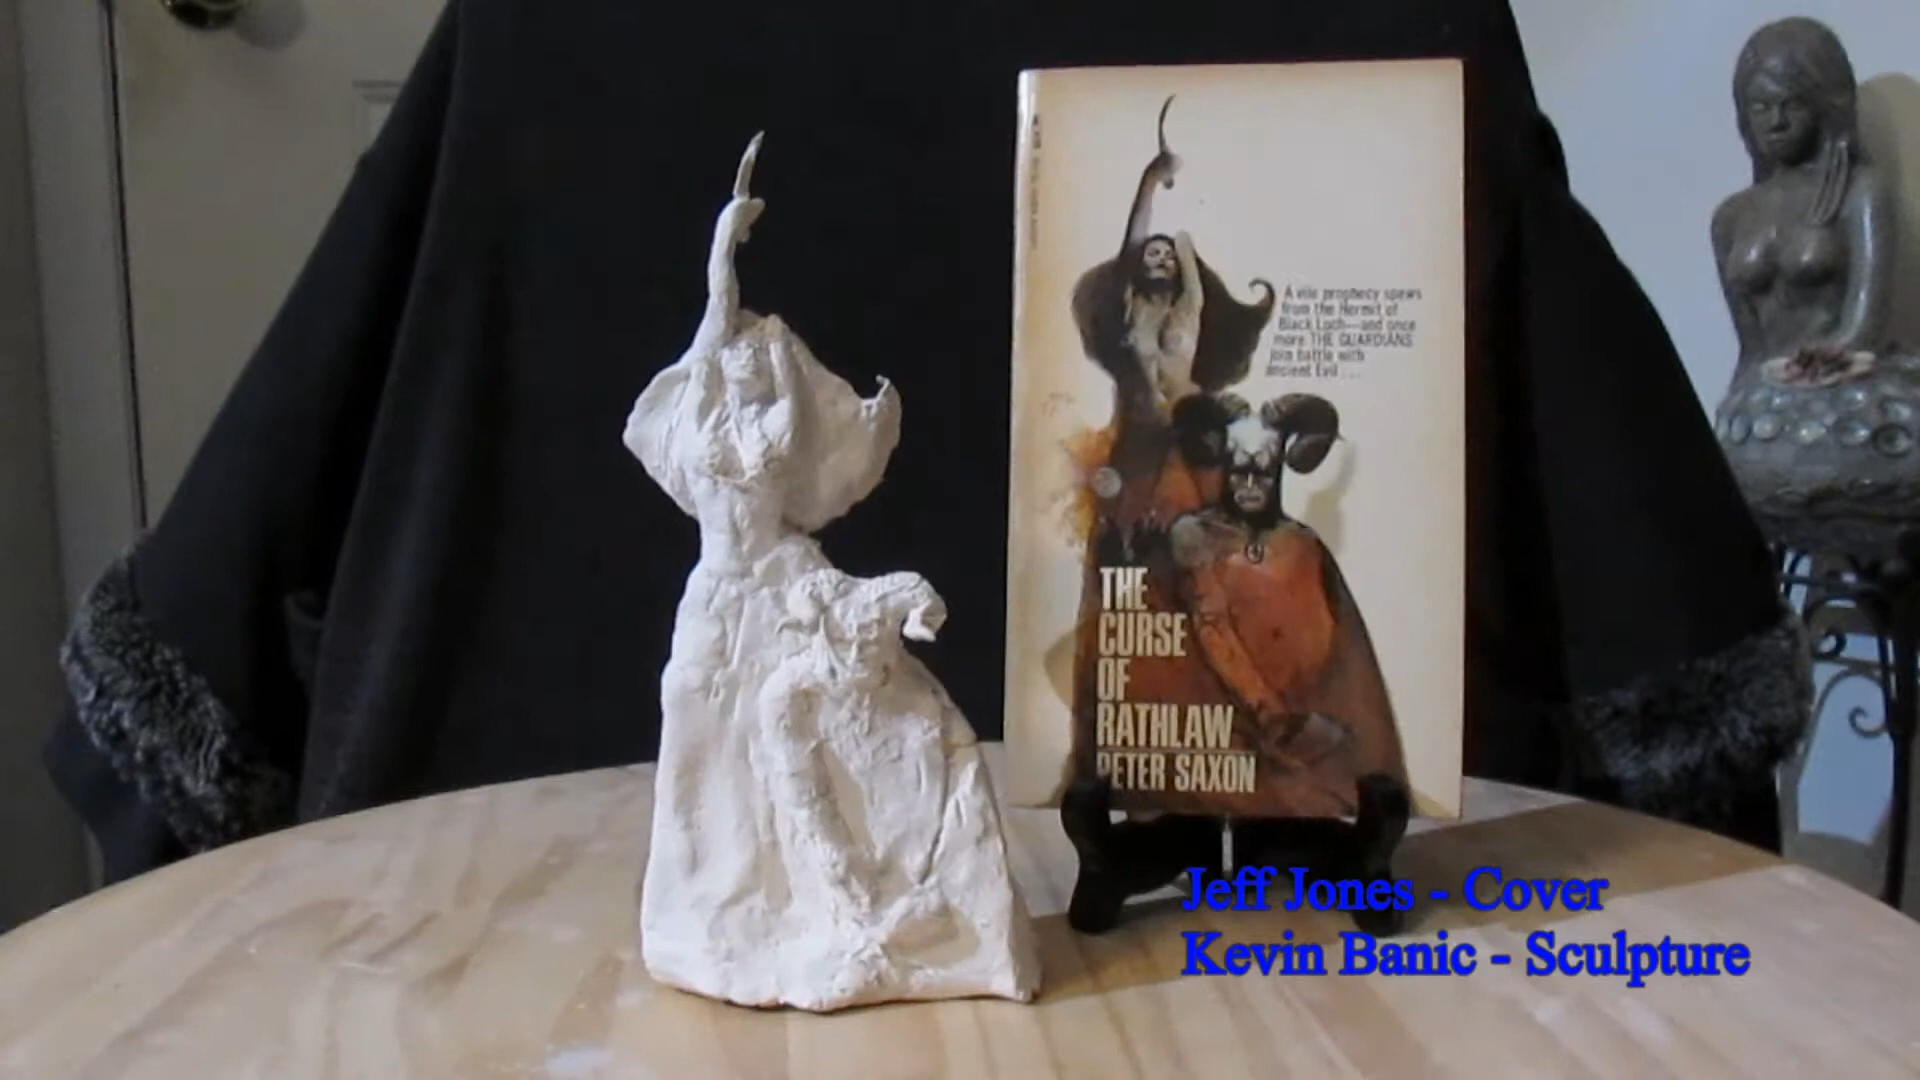 A vile prophecy spews
from the Hermit of
Black Loch—and once
more THE GUARDIANS
join battle with
ancient Evil . . .
THE
CURSE
OF
RATHLAW
PETER SAXON
Jeff Jones - Cover
Kevin Banic - Sculpture